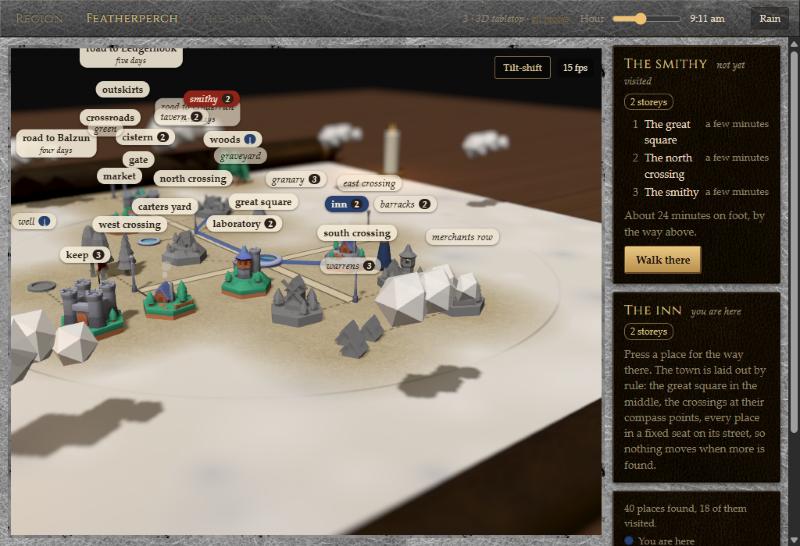 REGION
FEATHERPERCH
THE SEWERS
3 · 3D tabletop ·
Hour
9:11 am
Rain
road to Ledgerhook
five days
Tilt-shift
15 fps
outskirts
smithy 2
tavern 2
crossroads
green
road to Balzun
four days
cistern 2
woods
graveyard
gate
market
north crossing
granary 3
east crossing
carters yard
great square
inn 2
barracks 2
well
west crossing
laboratory 2
south crossing
merchants row
keep 3
warrens 3
THE SMITHY not yet
visited
2 storeys
1 The great a few minutes
square
2 The north a few minutes
crossing
3 The smithy a few minutes
About 24 minutes on foot, by
the way above.
Walk there
THE INN you are here
2 storeys
Press a place for the way
there. The town is laid out by
rule: the great square in the
middle, the crossings at their
compass points, every place
in a fixed seat on its street, so
nothing moves when more is
found.
40 places found, 18 of them
visited.
You are here